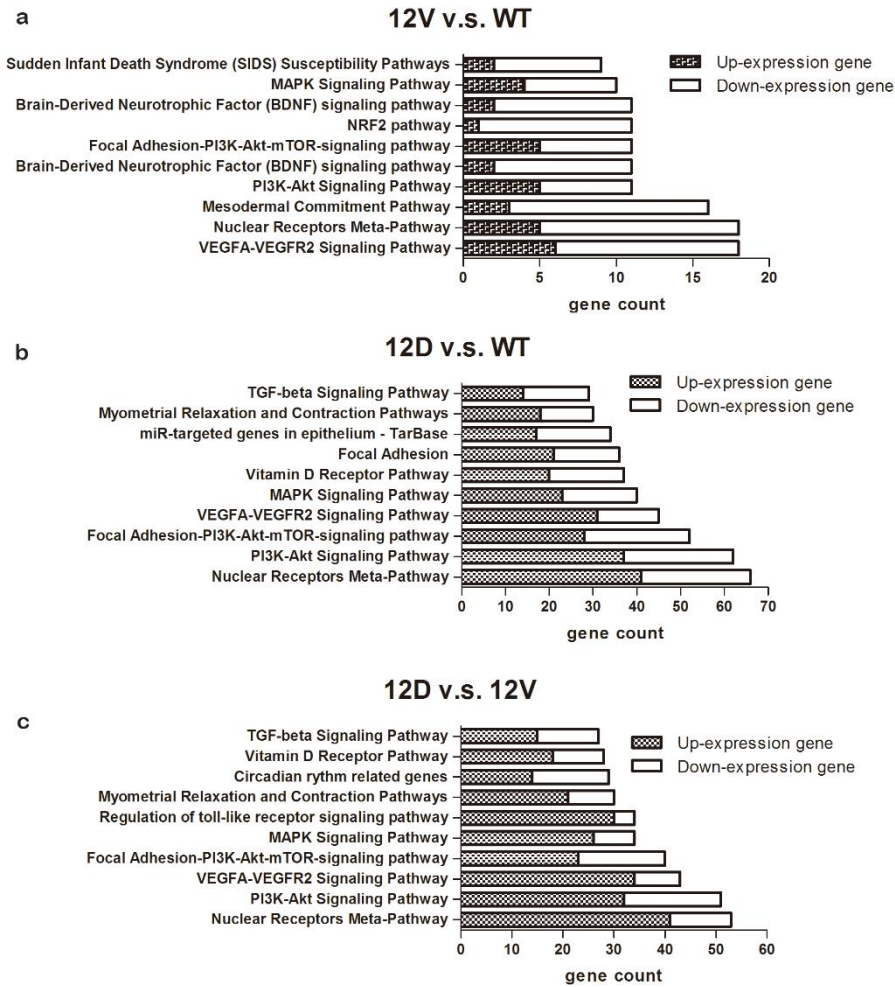 a
12V v.s. WT
Sudden Infant Death Syndrome (SIDS) Susceptibility Pathways
MAPK Signaling Pathway
Brain-Derived Neurotrophic Factor (BDNF) signaling pathway
NRF2 pathway
Focal Adhesion-PI3K-Akt-mTOR-signaling pathway
Brain-Derived Neurotrophic Factor (BDNF) signaling pathway
PI3K-Akt Signaling Pathway
Mesodermal Commitment Pathway
Nuclear Receptors Meta-Pathway
VEGFA-VEGFR2 Signaling Pathway
Up-expression gene
Down-expression gene
0 5 10 15 20
gene count
b
12D v.s. WT
TGF-beta Signaling Pathway
Myometrial Relaxation and Contraction Pathways
miR-targeted genes in epithelium - TarBase
Focal Adhesion
Vitamin D Receptor Pathway
MAPK Signaling Pathway
VEGFA-VEGFR2 Signaling Pathway
Focal Adhesion-PI3K-Akt-mTOR-signaling pathway
PI3K-Akt Signaling Pathway
Nuclear Receptors Meta-Pathway
Up-expression gene
Down-expression gene
0 10 20 30 40 50 60 70
gene count
12D v.s. 12V
c
TGF-beta Signaling Pathway
Vitamin D Receptor Pathway
Circadian rythm related genes
Myometrial Relaxation and Contraction Pathways
Regulation of toll-like receptor signaling pathway
MAPK Signaling Pathway
Focal Adhesion-PI3K-Akt-mTOR-signaling pathway
VEGFA-VEGFR2 Signaling Pathway
PI3K-Akt Signaling Pathway
Nuclear Receptors Meta-Pathway
Up-expression gene
Down-expression gene
0 10 20 30 40 50 60
gene count